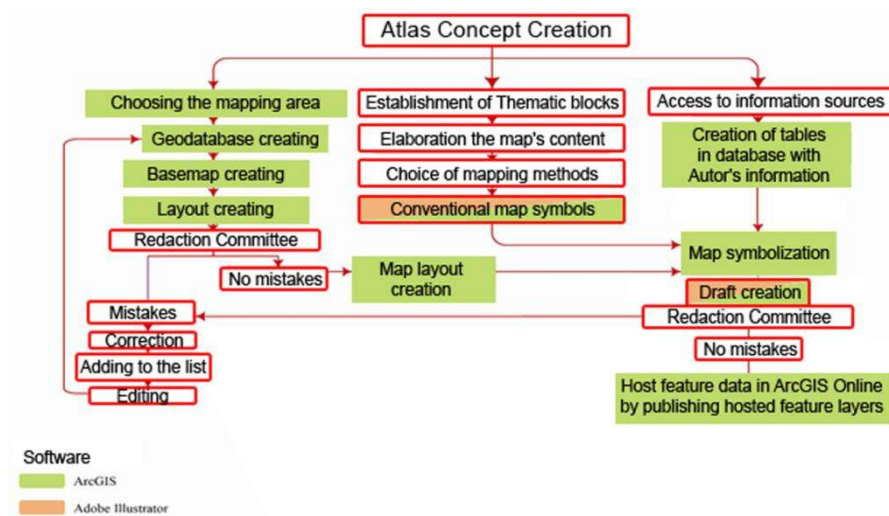 Atlas Concept Creation
Choosing the mapping area
Geodatabase creating
Basemap creating
Layout creating
Redaction Committee
No mistakes
Map layout
creation
Mistakes
Correction
Adding to the list
Editing
Establishment of Thematic blocks
Elaboration the map's content
Choice of mapping methods
Conventional map symbols
Access to information sources
Creation of tables
in database with
Autor's information
Map symbolization
Draft creation
Redaction Committee
No mistakes
Host feature data in ArcGIS Online
by publishing hosted feature layers
Software
ArcGIS
Adobe Illustrator